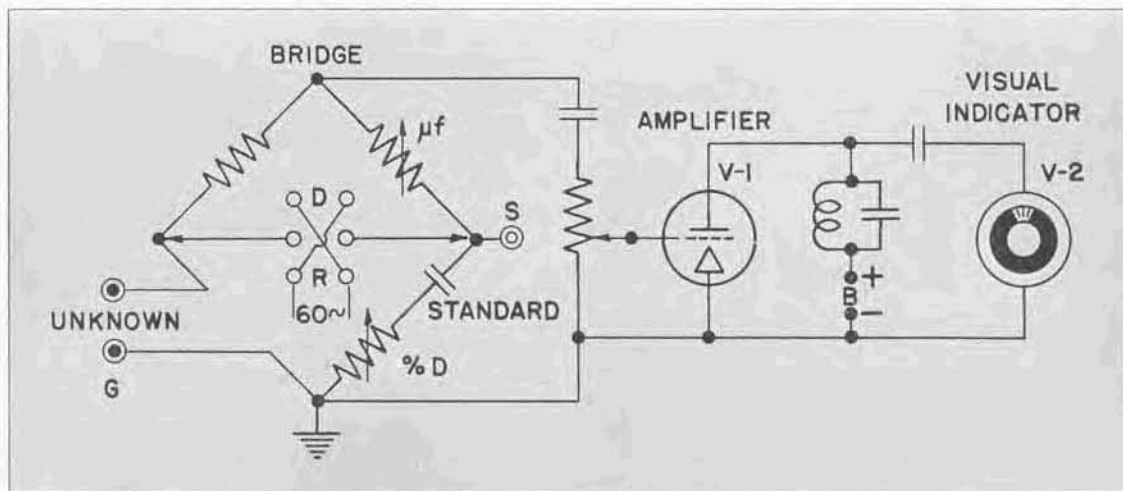 BRIDGE
VISUAL
INDICATOR
AMPLIFIER
µf
V-1
V-2
D
S
R
60~
STANDARD
+
B
-
UNKNOWN
% D
G